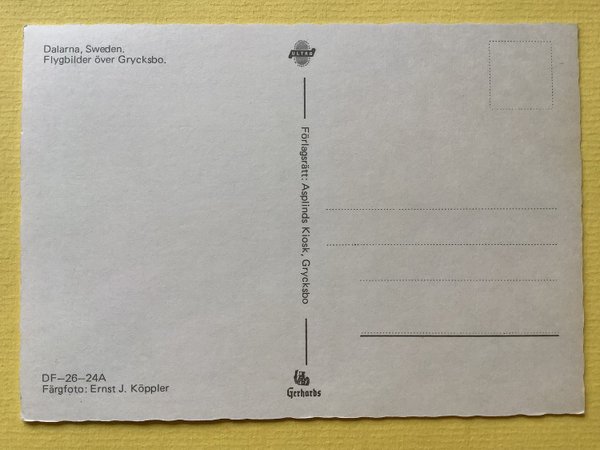 Dalarna, Sweden.
Flygbilder över Grycksbo.
ULTRA
Förlagsrätt: Asplinds Kiosk, Grycksbo
DF-26-24A
Färgfoto: Ernst J. Köppler
Gerhards